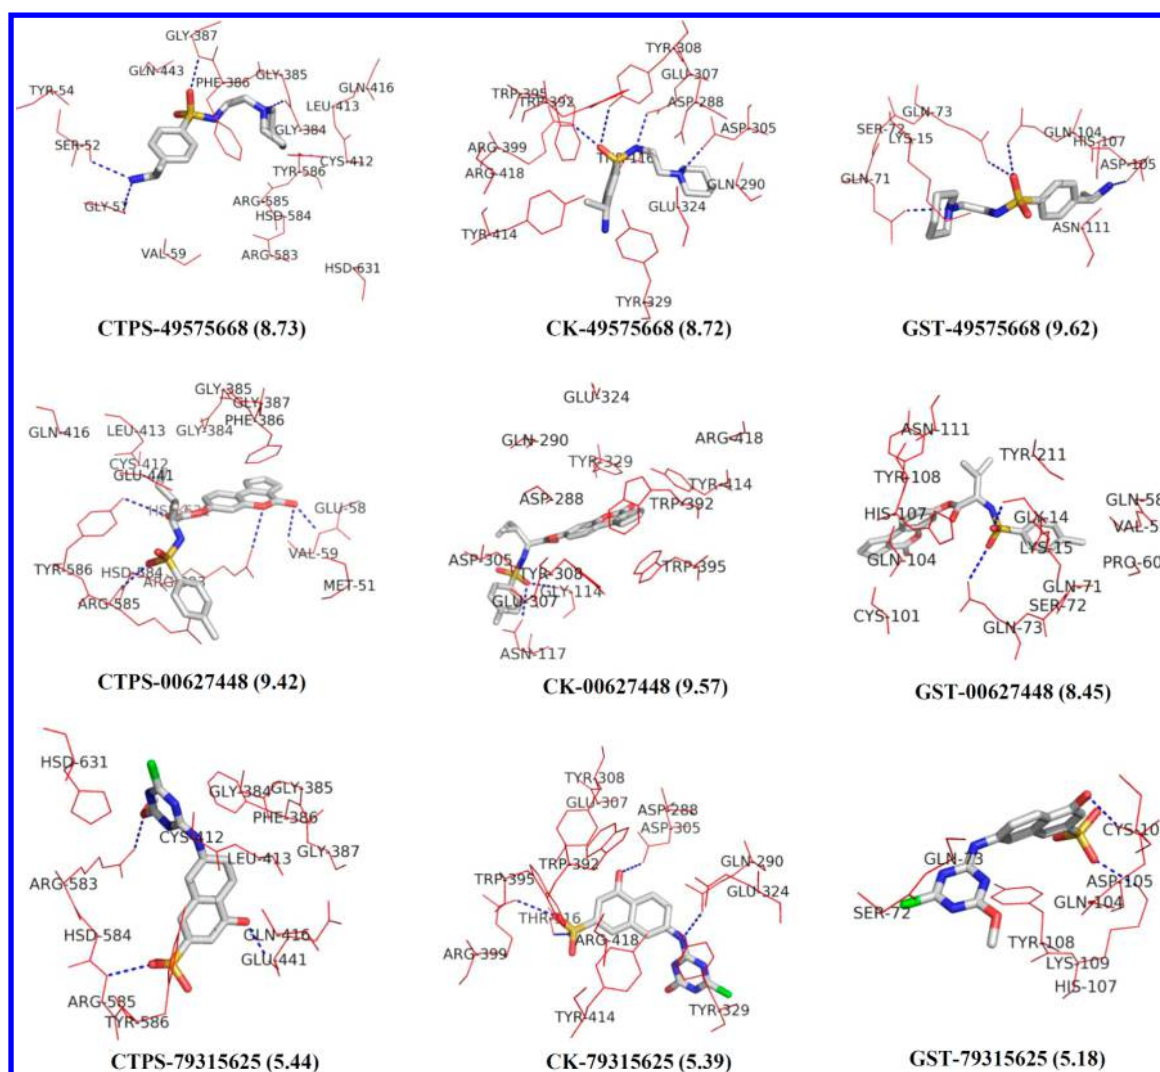 GLY-387
GLN-443
PHE-386
GLY-385
GLN-416
TYR-54
LEU-413
GLY-384
SER-52
CYS-412
TYR-586
ARG-585
GLY-57
HSD-584
VAL-59
ARG-583
HSD-631
CTPS-49575668 (8.73)
TYR-308
GLU-307
TRP-395
TRP-392
ASP-288
ASP-305
ARG-399
ARG-418
GLN-290
GLU-324
TYR-414
TYR-329
CK-49575668 (8.72)
GLN-73
SER-72
LYS-15
GLN-104
HIS-107
ASP-105
GLN-71
ASN-111
GST-49575668 (9.62)
GLY-385
GLY-387
PHE-386
GLN-416
LEU-413
GLY-384
CYS-412
GLU-441
GLU-58
VAL-59
TYR-586
HSD-584
MET-51
ARG-585
CTPS-00627448 (9.42)
GLU-324
GLN-290
ARG-418
TYR-329
TYR-414
ASP-288
TRP-392
ASP-305
TYR-308
TRP-395
GLY-114
GLU-307
ASN-117
CK-00627448 (9.57)
ASN-111
TYR-211
TYR-108
GLN-58
HIS-107
GLY-14
VAL-5
LYS-15
GLN-104
PRO-60
GLN-71
SER-72
CYS-101
GLN-73
GST-00627448 (8.45)
HSD-631
GLY-384
GLY-385
PHE-386
CYS-412
LEU-413
GLY-387
ARG-583
HSD-584
GLN-416
GLU-441
ARG-585
TYR-586
CTPS-79315625 (5.44)
TYR-308
GLU-307
ASP-288
ASP-305
TRP-392
GLN-290
TRP-395
GLU-324
THR-116
ARG-418
ARG-399
TYR-414
TYR-329
CK-79315625 (5.39)
CYS-10
GLN-73
ASP-105
SER-72
GLN-104
TYR-108
LYS-109
HIS-107
GST-79315625 (5.18)